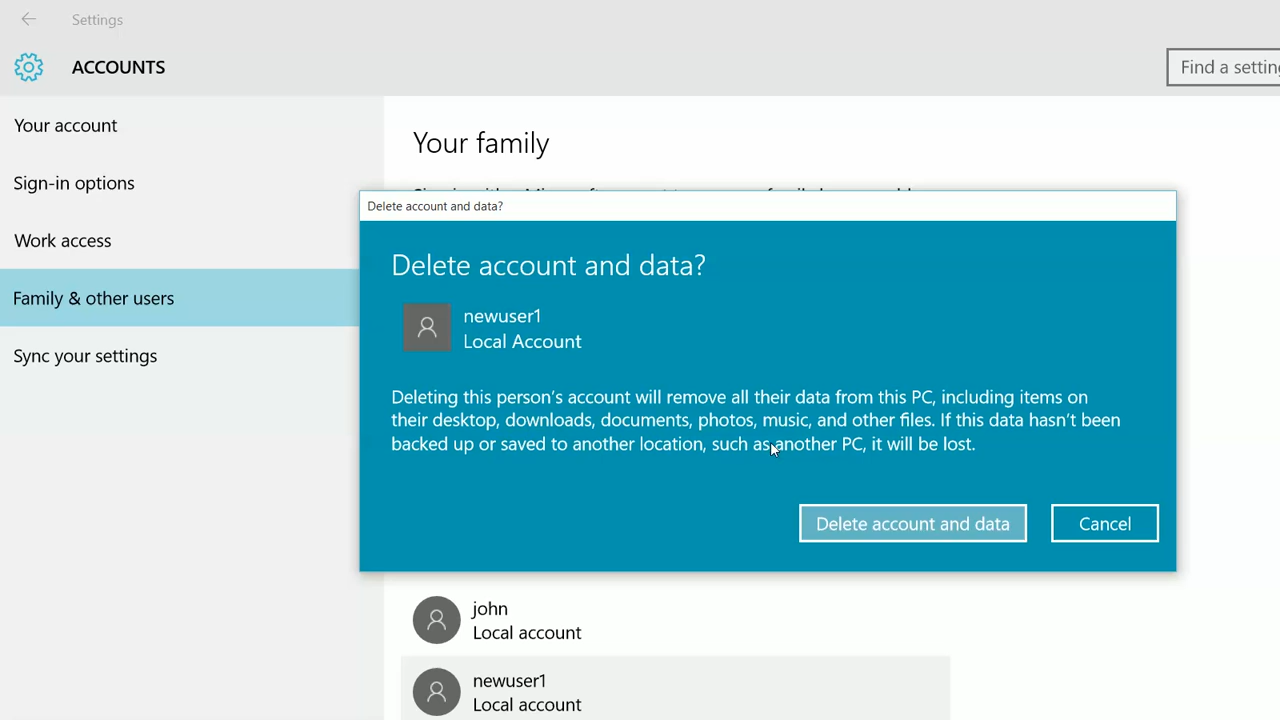 Settings
ACCOUNTS
Find a settin
Your account
Sign-in options
Work access
Family & other users
Sync your settings
Your family
Delete account and data?
Delete account and data?
newuser1
Local Account
Deleting this person's account will remove all their data from this PC, including items on
their desktop, downloads, documents, photos, music, and other files. If this data hasn't been
backed up or saved to another location, such as another PC, it will be lost.
Delete account and data
Cancel
john
Local account
newuser1
Local account